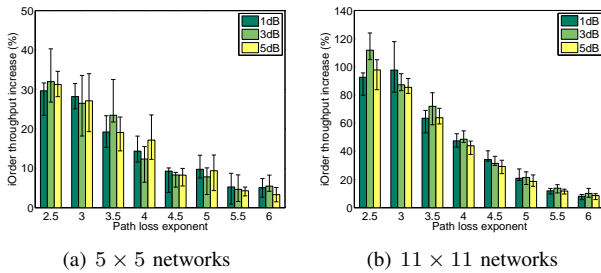 50
40
30
20
10
0
iOrder throughput increase (%)
1dB
3dB
5dB
2.5 3 3.5 4 4.5 5 5.5 6
Path loss exponent
(a) 5 × 5 networks
140
120
100
80
60
40
20
0
iOrder throughput increase (%)
1dB
3dB
5dB
2.5 3 3.5 4 4.5 5 5.5 6
Path loss exponent
(b) 11 × 11 networks